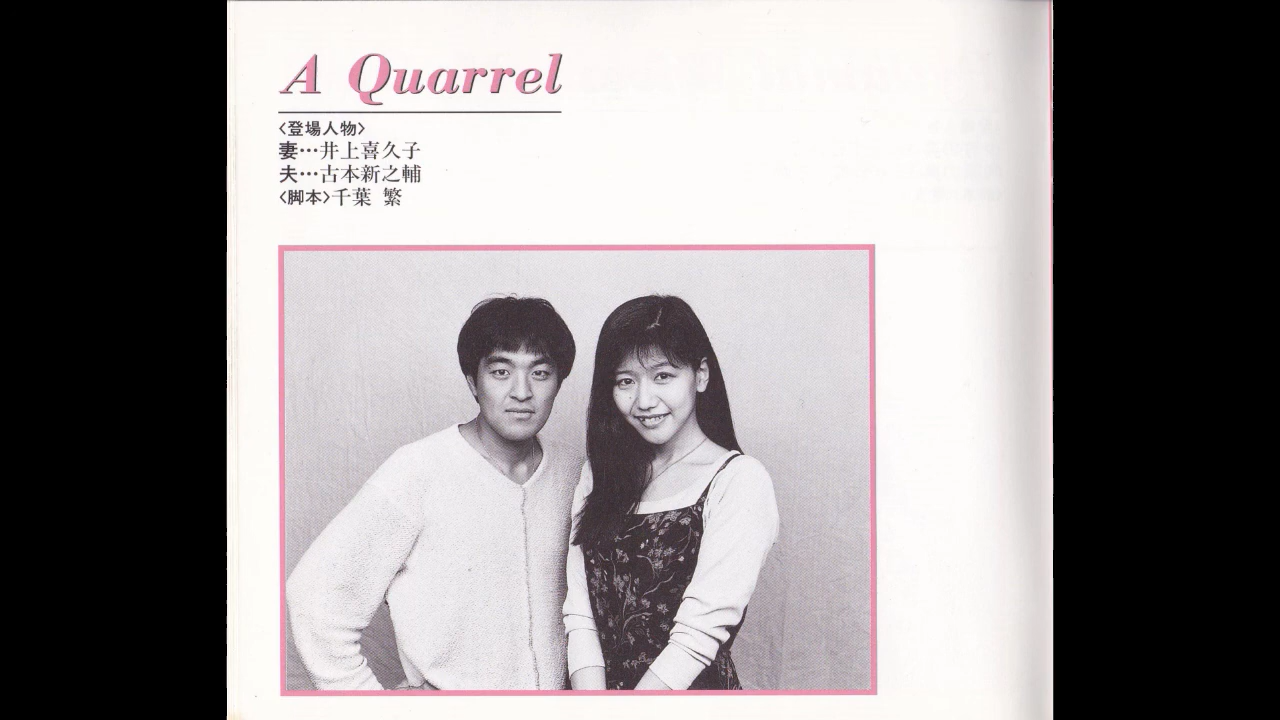 A Quarrel
〈登場人物〉
妻…井上喜久子
夫…古本新之輔
〈脚本〉千葉 繁